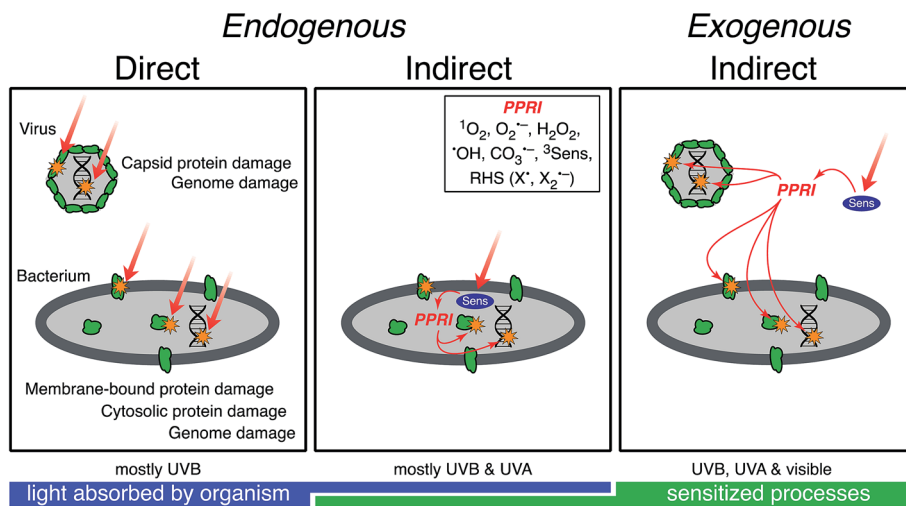 Endogenous
Exogenous
Direct
Indirect
Indirect
Virus
Capsid protein damage
Genome damage
Bacterium
Membrane-bound protein damage
Cytosolic protein damage
Genome damage
PPRI
¹O₂, O₂•–, H₂O₂,
•OH, CO₃•–, ³Sens,
RHS (X•, X₂•–)
Sens
PPRI
PPRI
Sens
mostly UVB
mostly UVB & UVA
UVB, UVA & visible
light absorbed by organism
sensitized processes